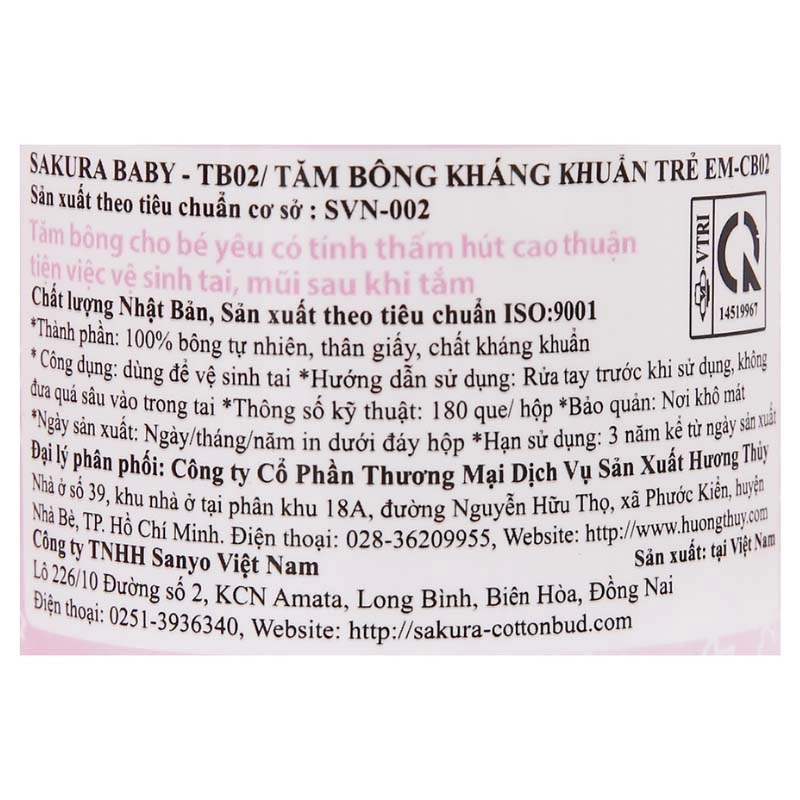 SAKURA BABY - TB02/ TĂM BÔNG KHÁNG KHUẨN TRẺ EM-CB02
Sản xuất theo tiêu chuẩn cơ sở : SVN-002
Tăm bông cho bé yêu có tính thấm hút cao thuận
tiện việc vệ sinh tai, mũi sau khi tắm
Chất lượng Nhật Bản, Sản xuất theo tiêu chuẩn ISO:9001
VTRI
14519967
*Thành phần: 100% bông tự nhiên, thân giấy, chất kháng khuẩn
* Công dụng: dùng để vệ sinh tai *Hướng dẫn sử dụng: Rửa tay trước khi sử dụng, không
đưa quá sâu vào trong tai *Thông số kỹ thuật: 180 que/ hộp *Bảo quản: Nơi khô mát
*Ngày sản xuất: Ngày/tháng/năm in dưới đáy hộp *Hạn sử dụng: 3 năm kể từ ngày sản xuất
Đại lý phân phối: Công ty Cổ Phần Thương Mại Dịch Vụ Sản Xuất Hương Thủy
Nhà ở số 39, khu nhà ở tại phân khu 18A, đường Nguyễn Hữu Thọ, xã Phước Kiển, huyện
Nhà Bè, TP. Hồ Chí Minh. Điện thoại: 028-36209955, Website: http://www.huongthuy.com
Công ty TNHH Sanyo Việt Nam
Sản xuất: tại Việt Nam
Lô 226/10 Đường số 2, KCN Amata, Long Bình, Biên Hòa, Đồng Nai
Điện thoại: 0251-3936340, Website: http://sakura-cottonbud.com